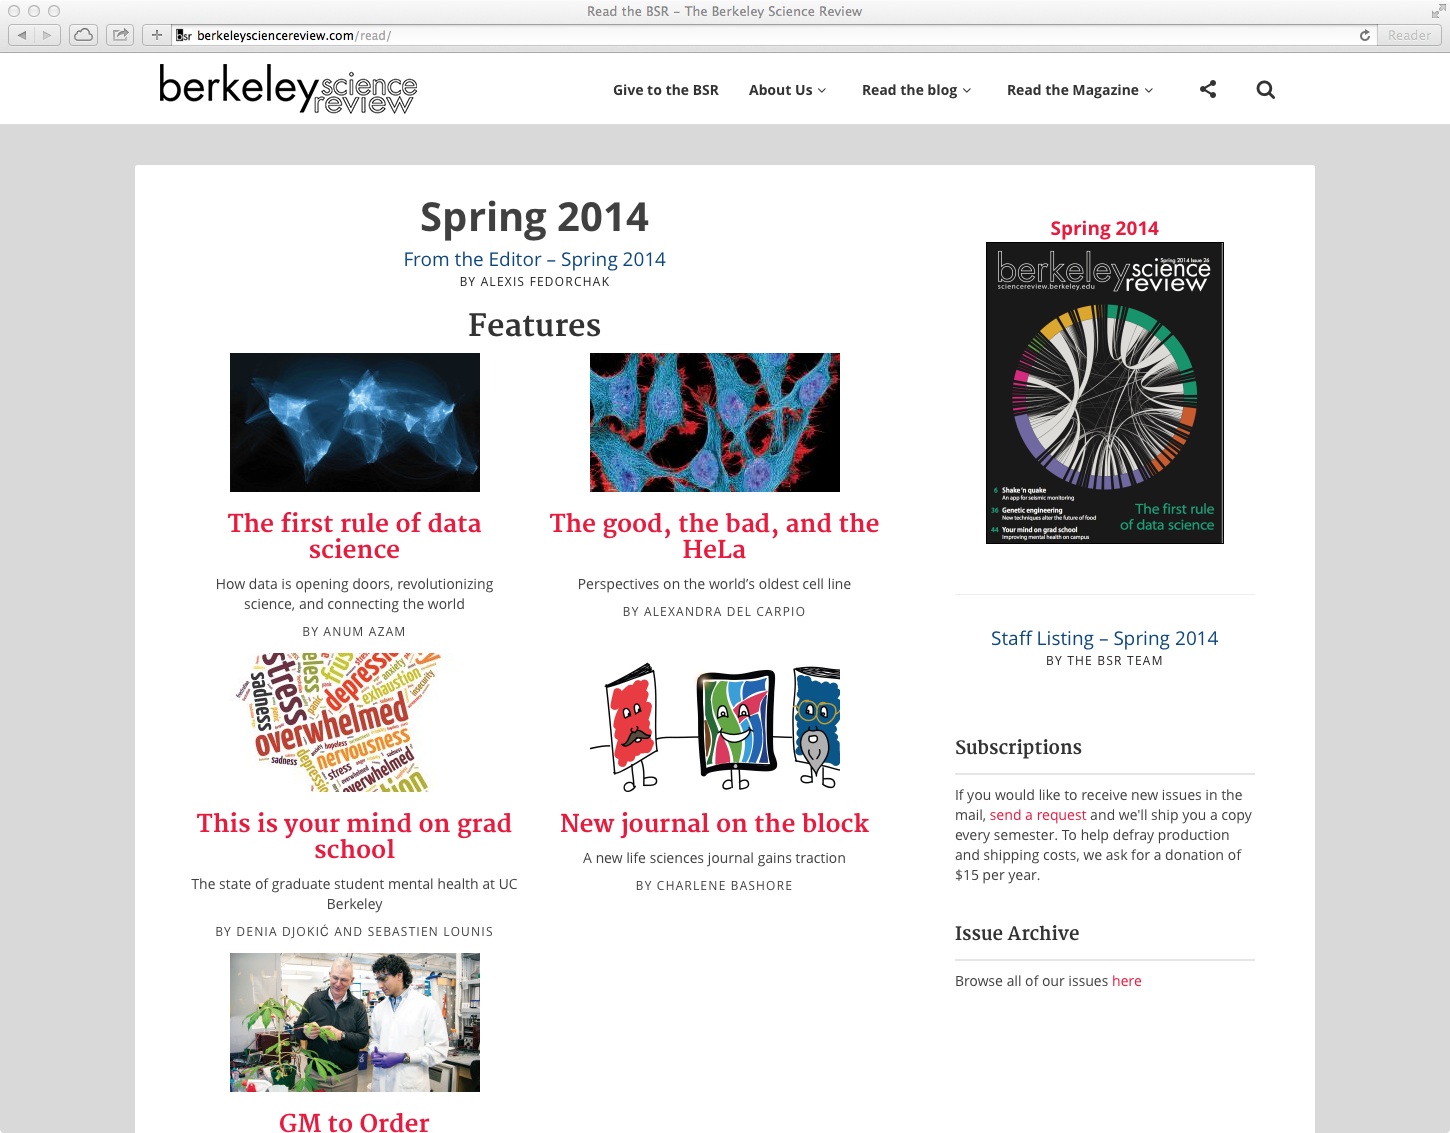 Read the BSR – The Berkeley Science Review
berkeleysciencereview.com/read/
Reader
berkeley science
review
Give to the BSR
About Us
Read the blog
Read the Magazine
Spring 2014
From the Editor – Spring 2014
BY ALEXIS FEDORCHAK
Features
The first rule of data
science
How data is opening doors, revolutionizing
science, and connecting the world
BY ANUM AZAM
The good, the bad, and the
HeLa
Perspectives on the world's oldest cell line
BY ALEXANDRA DEL CARPIO
stress
sadness
depression
anxiety
exhaustion
insecurity
panic
overwhelmed
hopeless
nervousness
sadness
stress
overwhelmed
This is your mind on grad
school
The state of graduate student mental health at UC
Berkeley
BY DENIA DJOKIĆ AND SEBASTIEN LOUNIS
New journal on the block
A new life sciences journal gains traction
BY CHARLENE BASHORE
GM to Order
Spring 2014
Spring 2014 Issue 26
berkeley science
review
sciencereview.berkeley.edu
6 Shake 'n quake
An app for seismic monitoring
36 Genetic engineering
New techniques alter the future of food
44 Your mind on grad school
Improving mental health on campus
The first rule
of data science
Staff Listing – Spring 2014
BY THE BSR TEAM
Subscriptions
If you would like to receive new issues in the
mail, send a request and we'll ship you a copy
every semester. To help defray production
and shipping costs, we ask for a donation of
$15 per year.
Issue Archive
Browse all of our issues here